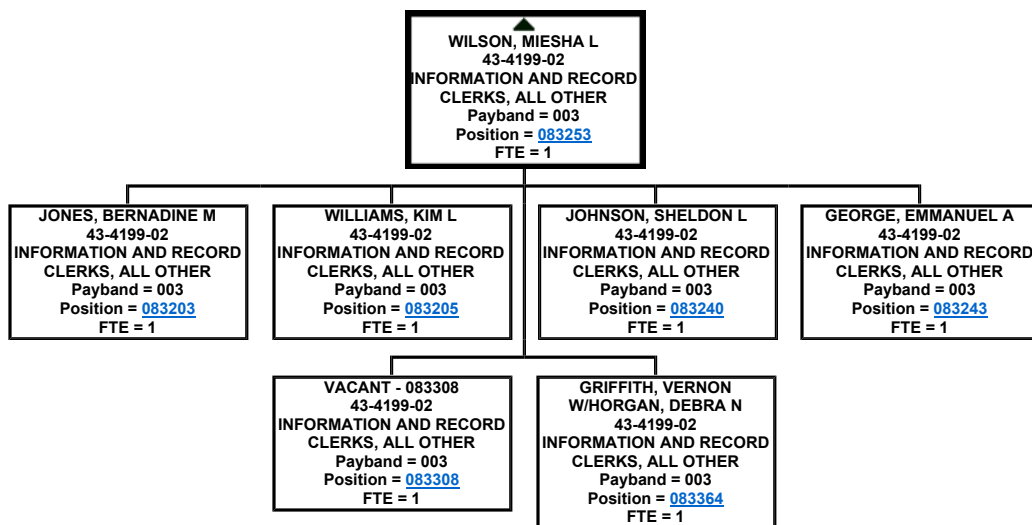 WILSON, MIESHA L
43-4199-02
INFORMATION AND RECORD
CLERKS, ALL OTHER
Payband = 003
Position = 083253
FTE = 1
JONES, BERNADINE M
43-4199-02
INFORMATION AND RECORD
CLERKS, ALL OTHER
Payband = 003
Position = 083203
FTE = 1
WILLIAMS, KIM L
43-4199-02
INFORMATION AND RECORD
CLERKS, ALL OTHER
Payband = 003
Position = 083205
FTE = 1
JOHNSON, SHELDON L
43-4199-02
INFORMATION AND RECORD
CLERKS, ALL OTHER
Payband = 003
Position = 083240
FTE = 1
GEORGE, EMMANUEL A
43-4199-02
INFORMATION AND RECORD
CLERKS, ALL OTHER
Payband = 003
Position = 083243
FTE = 1
VACANT - 083308
43-4199-02
INFORMATION AND RECORD
CLERKS, ALL OTHER
Payband = 003
Position = 083308
FTE = 1
GRIFFITH, VERNON
W/HORGAN, DEBRA N
43-4199-02
INFORMATION AND RECORD
CLERKS, ALL OTHER
Payband = 003
Position = 083364
FTE = 1